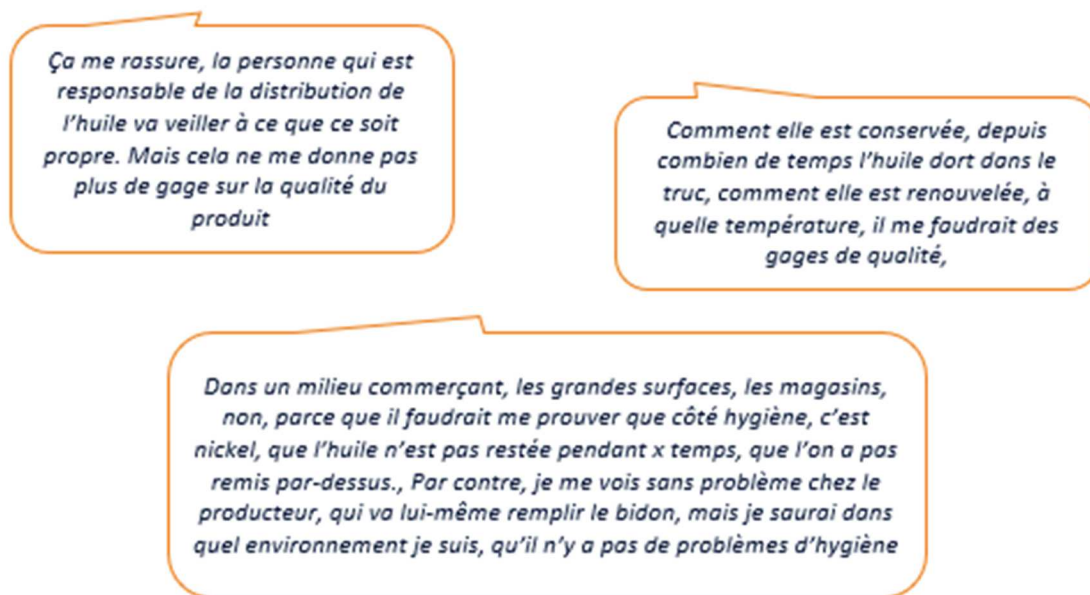 Ça me rassure, la personne qui est
responsable de la distribution de
l'huile va veiller à ce que ce soit
propre. Mais cela ne me donne pas
plus de gage sur la qualité du
produit
Comment elle est conservée, depuis
combien de temps l'huile dort dans le
truc, comment elle est renouvelée, à
quelle température, il me faudrait des
gages de qualité,
Dans un milieu commerçant, les grandes surfaces, les magasins,
non, parce que il faudrait me prouver que côté hygiène, c'est
nickel, que l'huile n'est pas restée pendant x temps, que l'on a pas
remis par-dessus., Par contre, je me vois sans problème chez le
producteur, qui va lui-même remplir le bidon, mais je saurai dans
quel environnement je suis, qu'il n'y a pas de problèmes d'hygiène